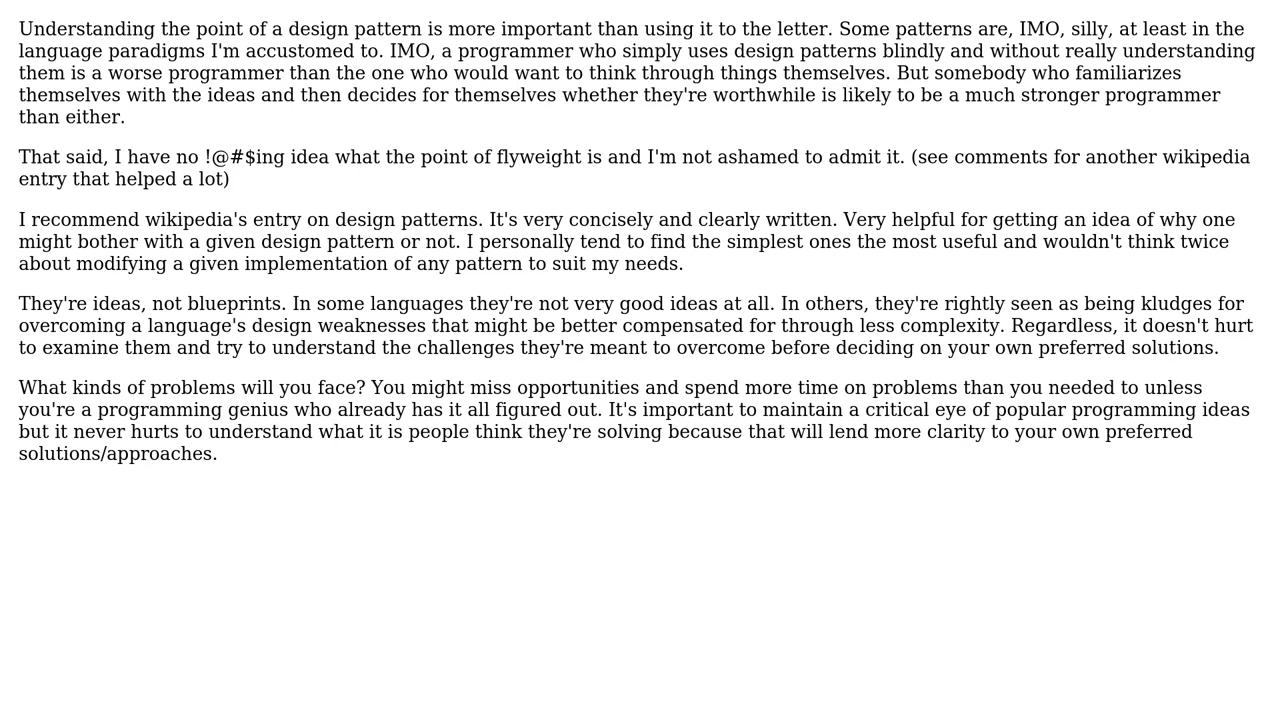 Understanding the point of a design pattern is more important than using it to the letter. Some patterns are, IMO, silly, at least in the
language paradigms I'm accustomed to. IMO, a programmer who simply uses design patterns blindly and without really understanding
them is a worse programmer than the one who would want to think through things themselves. But somebody who familiarizes
themselves with the ideas and then decides for themselves whether they're worthwhile is likely to be a much stronger programmer
than either.
That said, I have no !@#$ing idea what the point of flyweight is and I'm not ashamed to admit it. (see comments for another wikipedia
entry that helped a lot)
I recommend wikipedia's entry on design patterns. It's very concisely and clearly written. Very helpful for getting an idea of why one
might bother with a given design pattern or not. I personally tend to find the simplest ones the most useful and wouldn't think twice
about modifying a given implementation of any pattern to suit my needs.
They're ideas, not blueprints. In some languages they're not very good ideas at all. In others, they're rightly seen as being kludges for
overcoming a language's design weaknesses that might be better compensated for through less complexity. Regardless, it doesn't hurt
to examine them and try to understand the challenges they're meant to overcome before deciding on your own preferred solutions.
What kinds of problems will you face? You might miss opportunities and spend more time on problems than you needed to unless
you're a programming genius who already has it all figured out. It's important to maintain a critical eye of popular programming ideas
but it never hurts to understand what it is people think they're solving because that will lend more clarity to your own preferred
solutions/approaches.